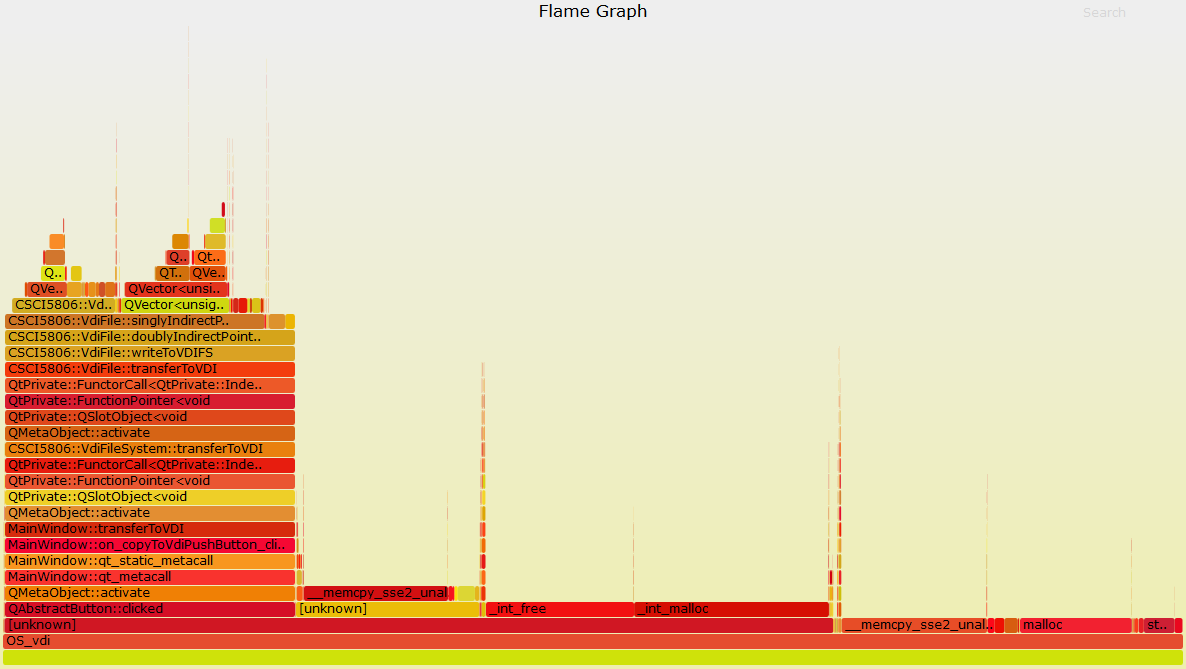 Flame Graph
Search
Q.. Qt..
Q.. QT.. QVe..
QVe.. QVector<unsi..
CSCI5806::Vd.. QVector<unsig..
CSCI5806::VdiFile::singlyIndirectP..
CSCI5806::VdiFile::doublyIndirectPoint..
CSCI5806::VdiFile::writeToVDIFS
CSCI5806::VdiFile::transferToVDI
QtPrivate::FunctorCall<QtPrivate::Inde..
QtPrivate::FunctionPointer<void
QtPrivate::QSlotObject<void
QMetaObject::activate
CSCI5806::VdiFileSystem::transferToVDI
QtPrivate::FunctorCall<QtPrivate::Inde..
QtPrivate::FunctionPointer<void
QtPrivate::QSlotObject<void
QMetaObject::activate
MainWindow::transferToVDI
MainWindow::on_copyToVdiPushButton_cli..
MainWindow::qt_static_metacall
MainWindow::qt_metacall
QMetaObject::activate __memcpy_sse2_unal
QAbstractButton::clicked [unknown] _int_free _int_malloc
[unknown] __memcpy_sse2_unal.. malloc st..
OS_vdi